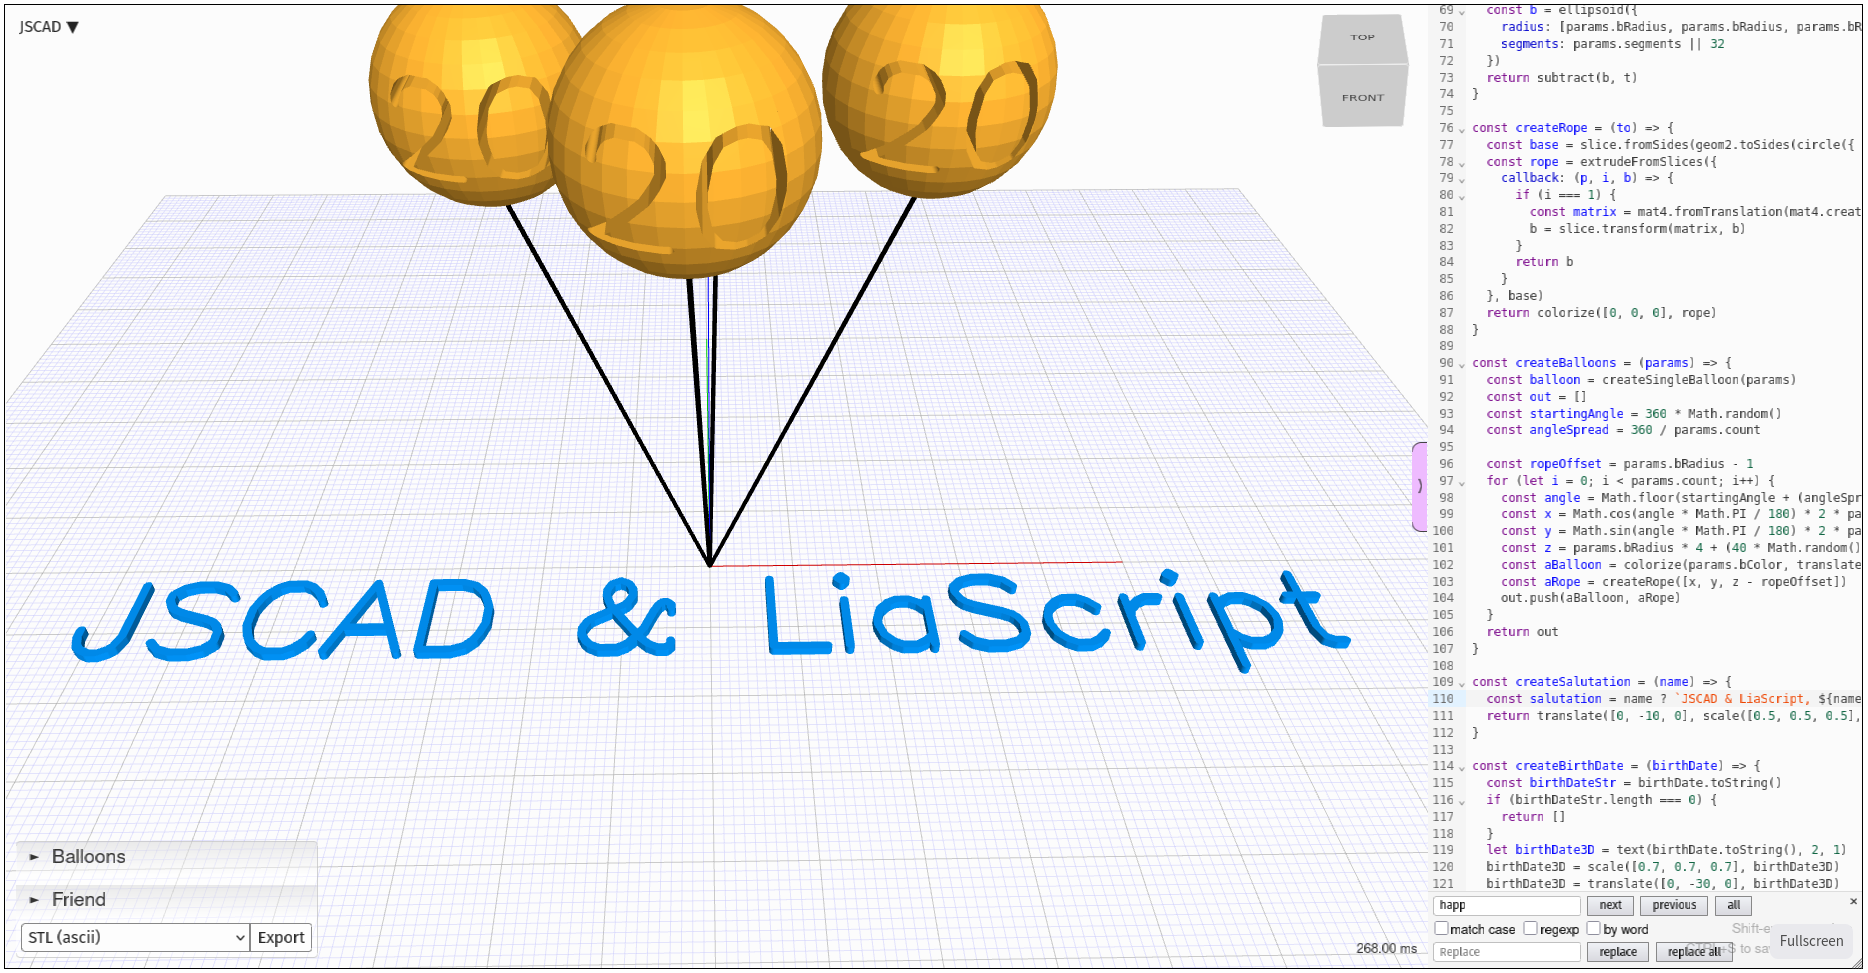 JSCAD ▼
20
20
20
TOP
FRONT
JSCAD & LiaScript
► Balloons
► Friend
STL (ascii)
Export
268.00 ms
69 const b = ellipsoid({
70 radius: [params.bRadius, params.bRadius, params.bR
71 segments: params.segments || 32
72 })
73 return subtract(b, t)
74 }
75
76 const createRope = (to) => {
77 const base = slice.fromSides(geom2.toSides(circle({
78 const rope = extrudeFromSlices({
79 callback: (p, i, b) => {
80 if (i === 1) {
81 const matrix = mat4.fromTranslation(mat4.creat
82 b = slice.transform(matrix, b)
83 }
84 return b
85 }
86 }, base)
87 return colorize([0, 0, 0], rope)
88 }
89
90 const createBalloons = (params) => {
91 const balloon = createSingleBalloon(params)
92 const out = []
93 const startingAngle = 360 * Math.random()
94 const angleSpread = 360 / params.count
95
96 const ropeOffset = params.bRadius - 1
97 for (let i = 0; i < params.count; i++) {
98 const angle = Math.floor(startingAngle + (angleSpr
99 const x = Math.cos(angle * Math.PI / 180) * 2 * pa
100 const y = Math.sin(angle * Math.PI / 180) * 2 * pa
101 const z = params.bRadius * 4 + (40 * Math.random()
102 const aBalloon = colorize(params.bColor, translate
103 const aRope = createRope([x, y, z - ropeOffset])
104 out.push(aBalloon, aRope)
105 }
106 return out
107 }
108
109 const createSalutation = (name) => {
110 const salutation = name ? `JSCAD & LiaScript, ${name
111 return translate([0, -10, 0], scale([0.5, 0.5, 0.5],
112 }
113
114 const createBirthDate = (birthDate) => {
115 const birthDateStr = birthDate.toString()
116 if (birthDateStr.length === 0) {
117 return []
118 }
119 let birthDate3D = text(birthDate.toString(), 2, 1)
120 birthDate3D = scale([0.7, 0.7, 0.7], birthDate3D)
121 birthDate3D = translate([0, -30, 0], birthDate3D)
happ
next
previous
all
×
match case
regexp
by word
Shift-e
Replace
replace
replace all
CTRL+S to sa
Fullscreen